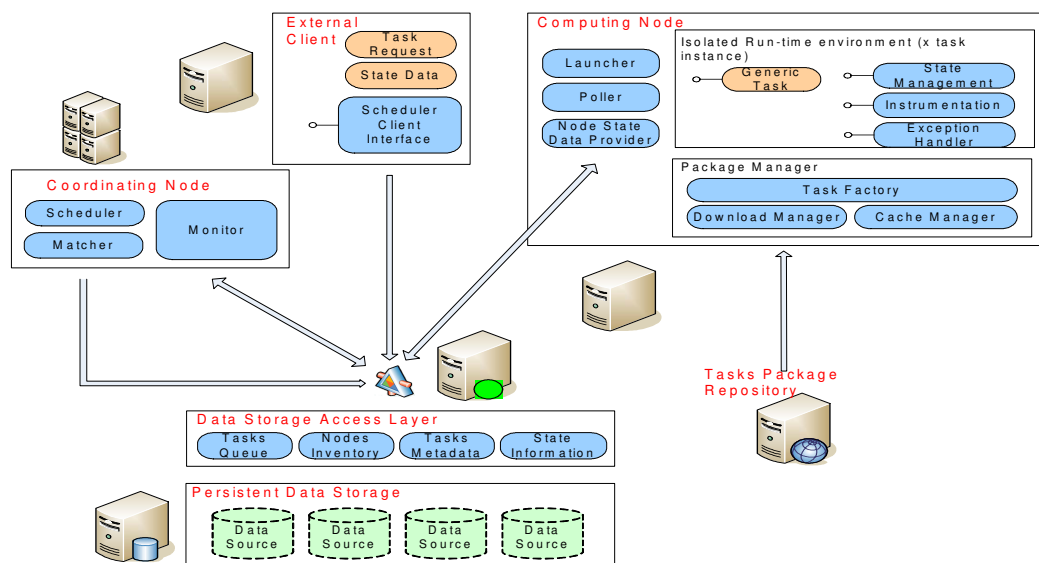 External
Client
Task
Request
State Data
Scheduler
Client
Interface
Computing Node
Launcher
Poller
Node State
Data Provider
Isolated Run-time environment (x task
instance)
Generic
Task
State
Management
Instrumentation
Exception
Handler
Package Manager
Task Factory
Download Manager
Cache Manager
Coordinating Node
Scheduler
Matcher
Monitor
Tasks Package
Repository
Data Storage Access Layer
Tasks
Queue
Nodes
Inventory
Tasks
Metadata
State
Information
Persistent Data Storage
Data
Source
Data
Source
Data
Source
Data
Source